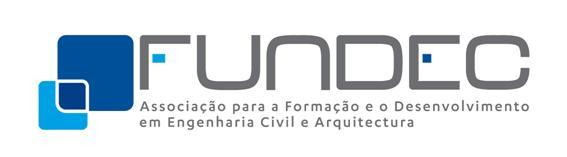 FUNDEC
Associação para a Formação e o Desenvolvimento
em Engenharia Civil e Arquitectura